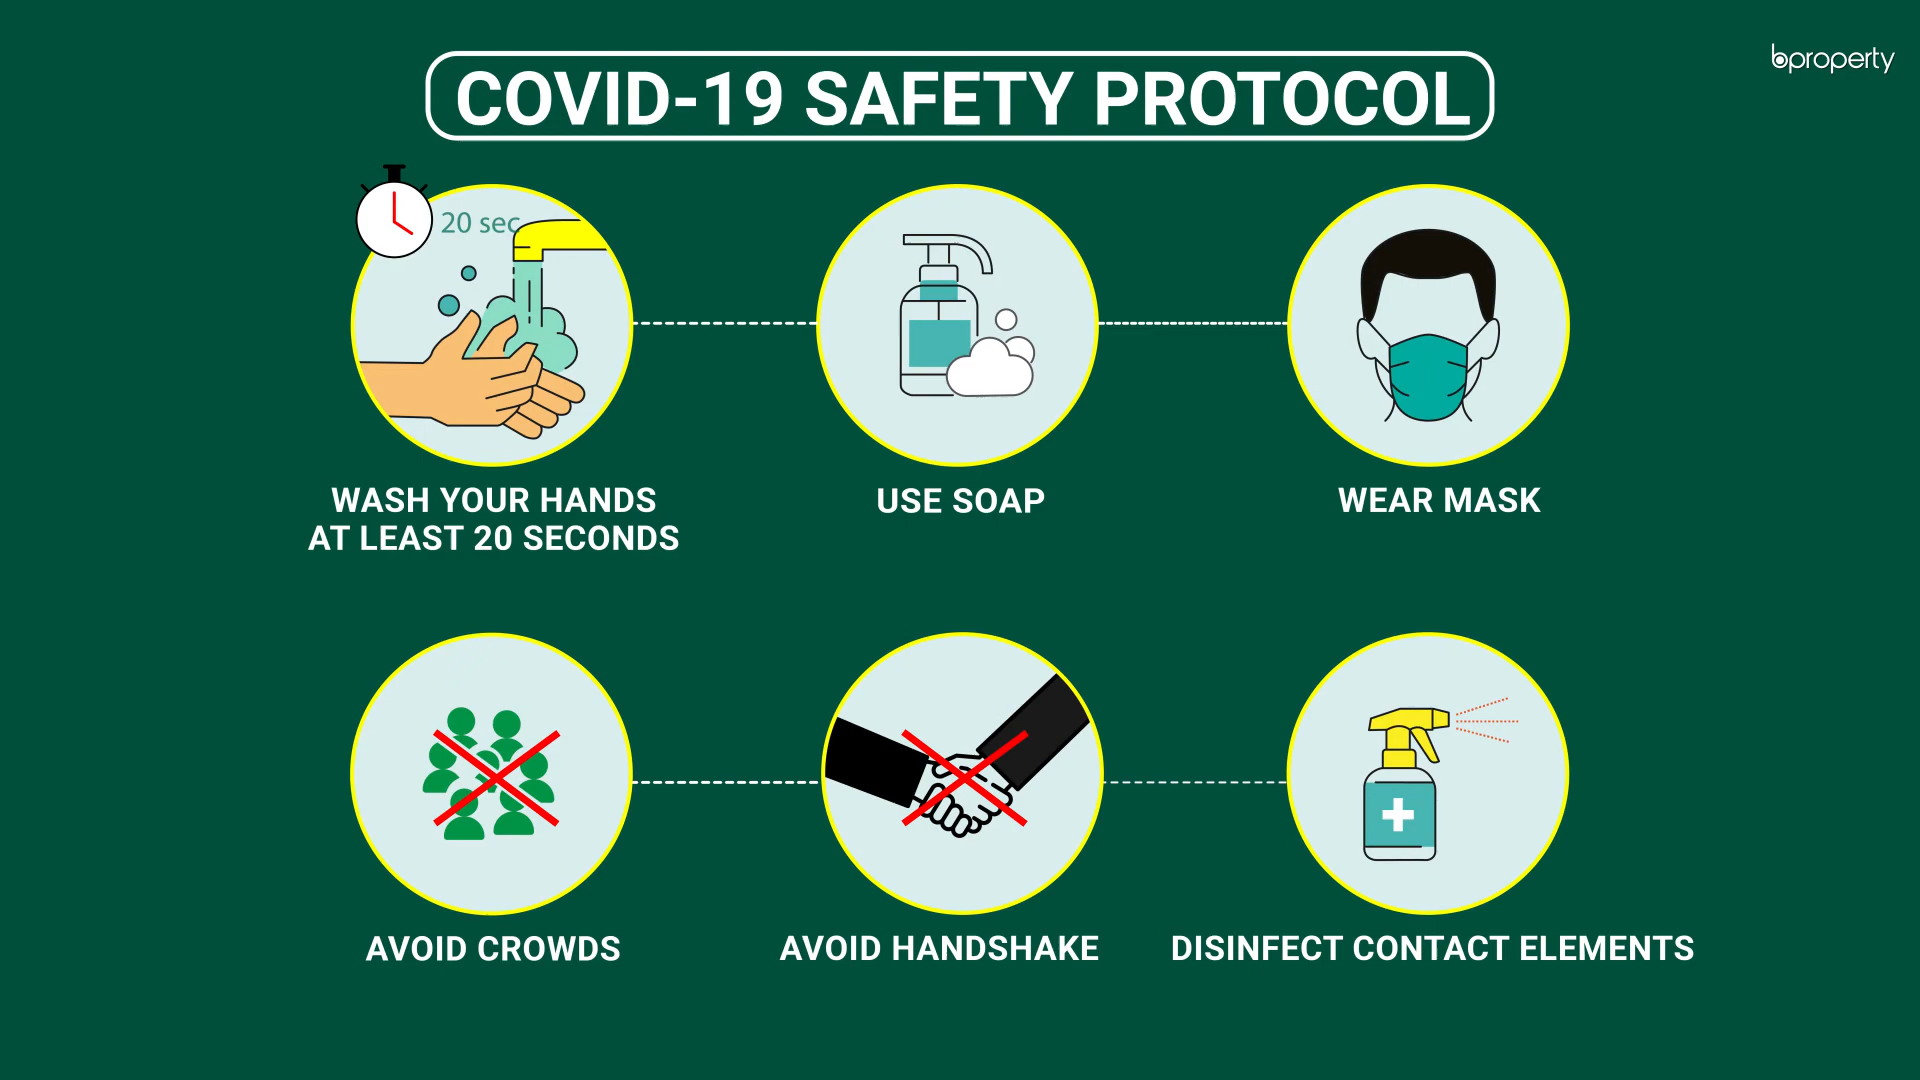 COVID-19 SAFETY PROTOCOL
bproperty
20 sec
WASH YOUR HANDS
AT LEAST 20 SECONDS
USE SOAP
WEAR MASK
AVOID CROWDS
AVOID HANDSHAKE
DISINFECT CONTACT ELEMENTS